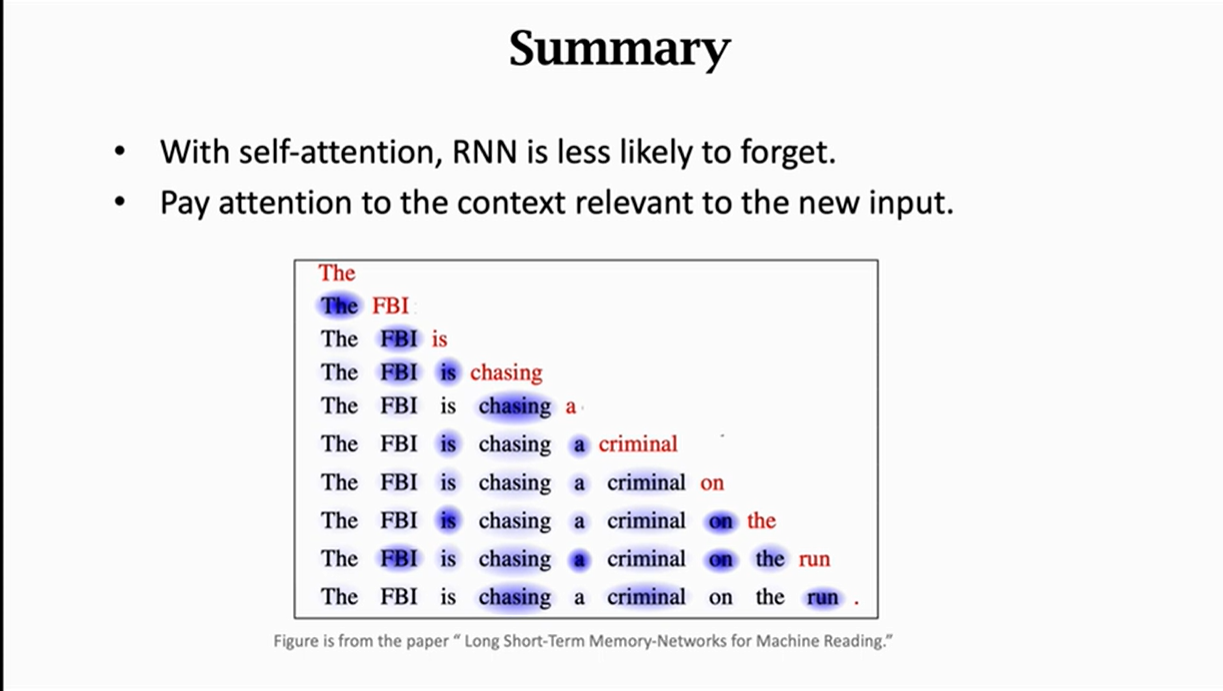 Summary
• With self-attention, RNN is less likely to forget.
• Pay attention to the context relevant to the new input.
The
The FBI
The FBI is
The FBI is chasing
The FBI is chasing a
The FBI is chasing a criminal
The FBI is chasing a criminal on
The FBI is chasing a criminal on the
The FBI is chasing a criminal on the run
The FBI is chasing a criminal on the run .
Figure is from the paper “ Long Short-Term Memory-Networks for Machine Reading.”